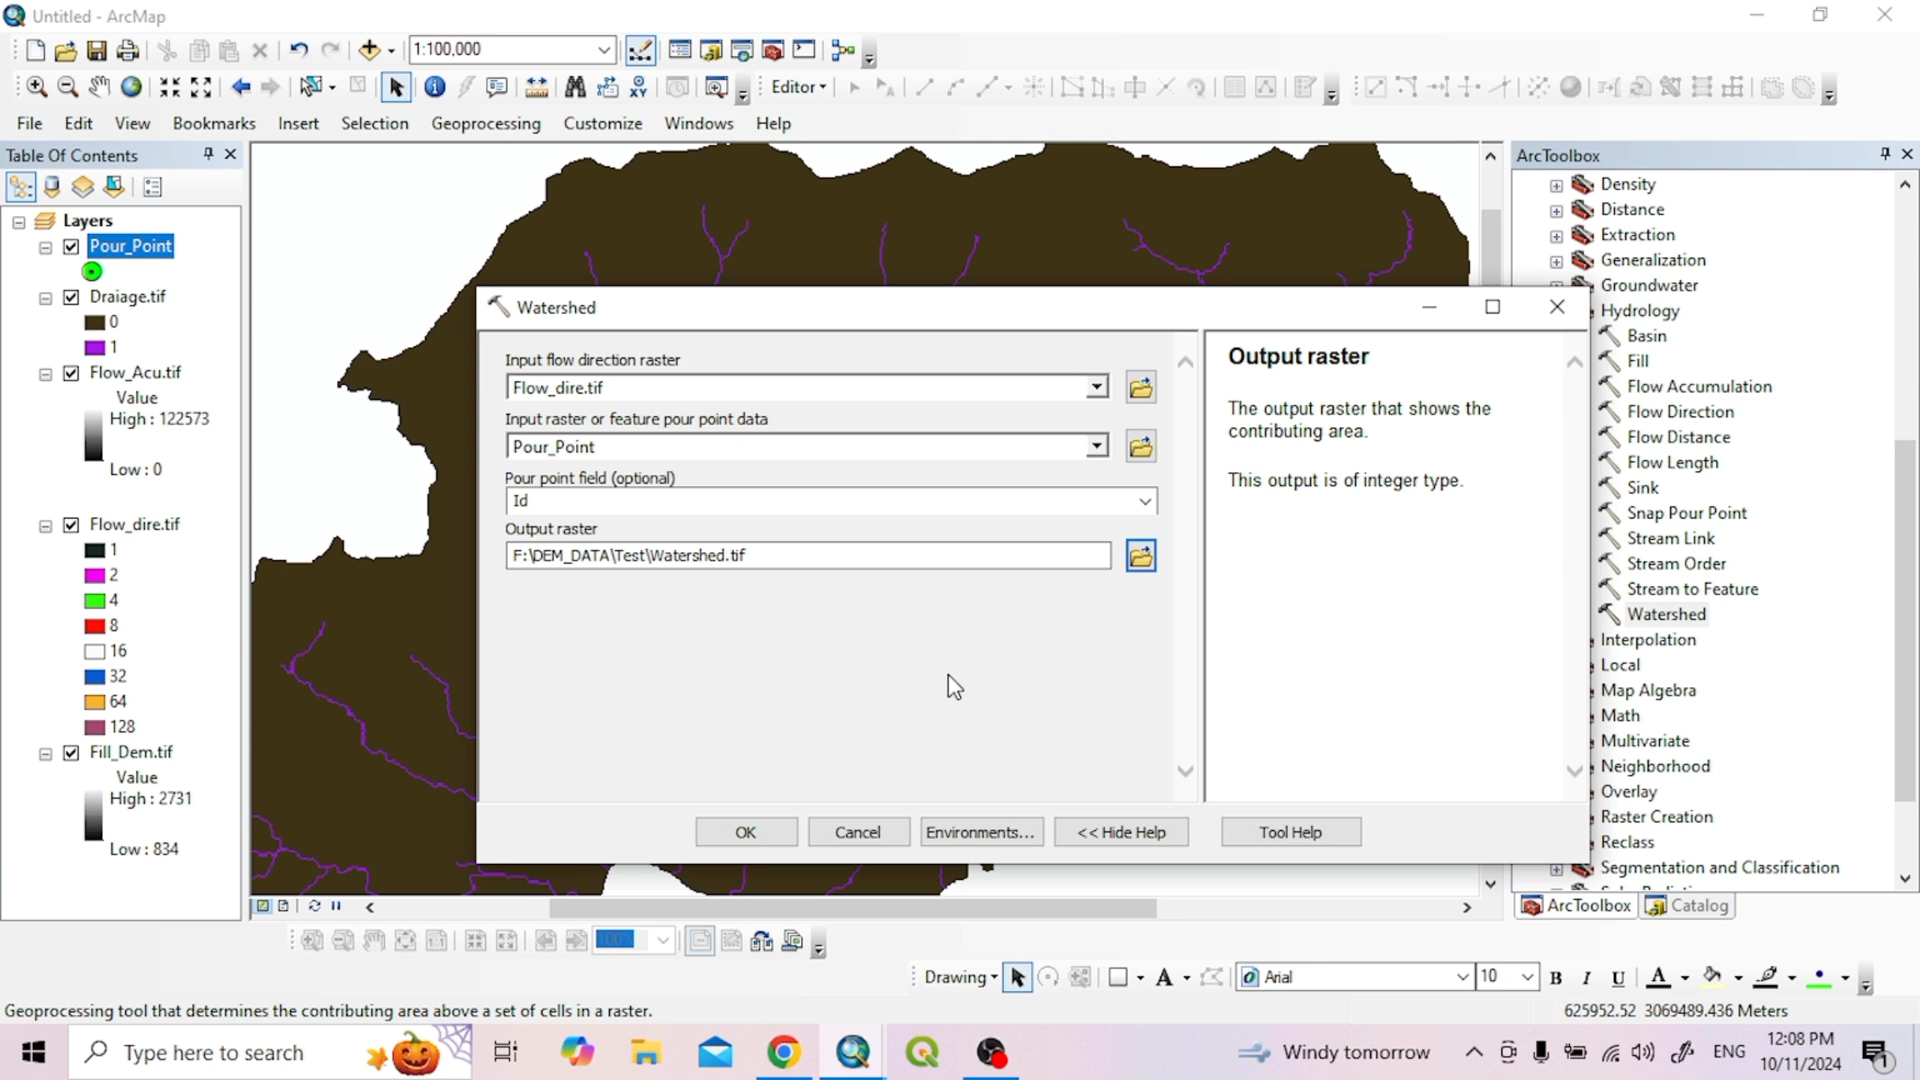 Untitled - ArcMap
1:100,000
Editor
File Edit View Bookmarks Insert Selection Geoprocessing Customize Windows Help
Table Of Contents
Layers
Pour_Point
Draiage.tif
0
1
Flow_Acu.tif
Value
High : 122573
Low : 0
Flow_dire.tif
1
2
4
8
16
32
64
128
Fill_Dem.tif
Value
High : 2731
Low : 834
Watershed
Input flow direction raster
Flow_dire.tif
Input raster or feature pour point data
Pour_Point
Pour point field (optional)
Id
Output raster
F:\DEM_DATA\Test\Watershed.tif
OK Cancel Environments... << Hide Help Tool Help
Output raster
The output raster that shows the
contributing area.
This output is of integer type.
ArcToolbox
Density
Distance
Extraction
Generalization
Groundwater
Hydrology
Basin
Fill
Flow Accumulation
Flow Direction
Flow Distance
Flow Length
Sink
Snap Pour Point
Stream Link
Stream Order
Stream to Feature
Watershed
Interpolation
Local
Map Algebra
Math
Multivariate
Neighborhood
Overlay
Raster Creation
Reclass
Segmentation and Classification
ArcToolbox Catalog
Drawing A Arial 10 B I U A
Geoprocessing tool that determines the contributing area above a set of cells in a raster.
625952.52 3069489.436 Meters
Type here to search
Windy tomorrow
ENG
12:08 PM
10/11/2024
1